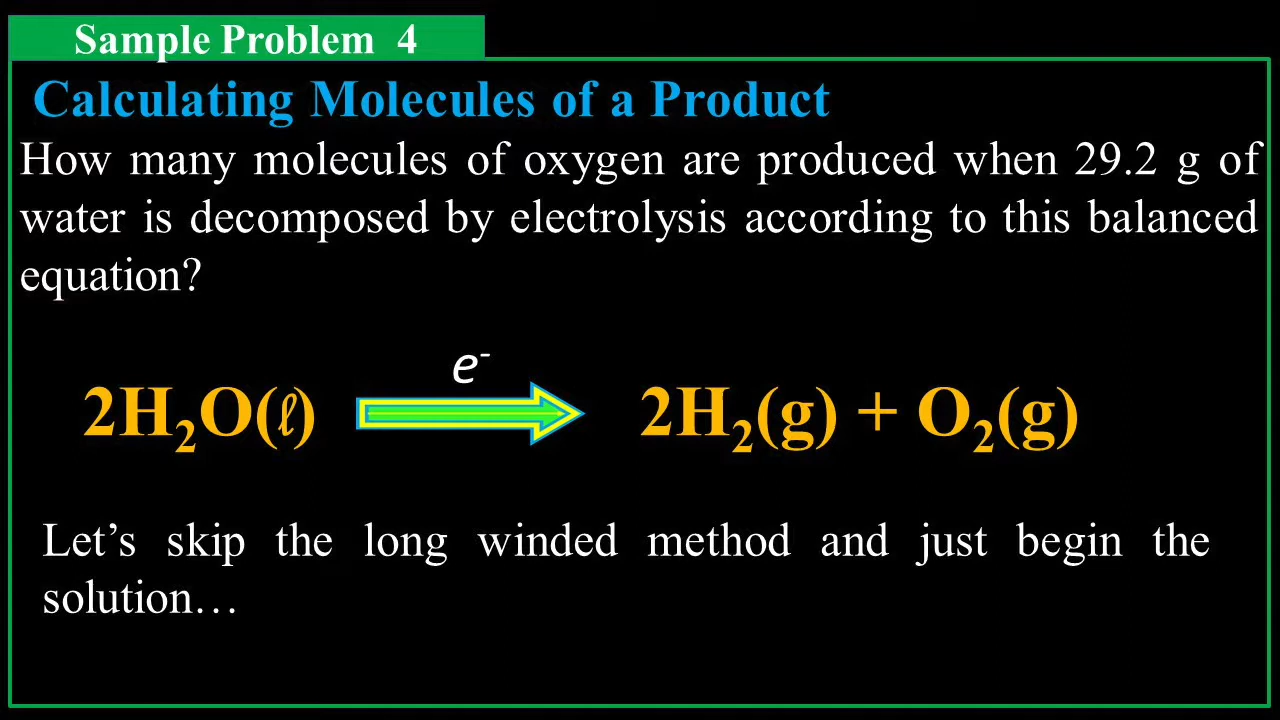 Sample Problem 4
Calculating Molecules of a Product
How many molecules of oxygen are produced when 29.2 g of
water is decomposed by electrolysis according to this balanced
equation?
e⁻
2H₂O(ℓ) 2H₂(g) + O₂(g)
Let’s skip the long winded method and just begin the
solution…